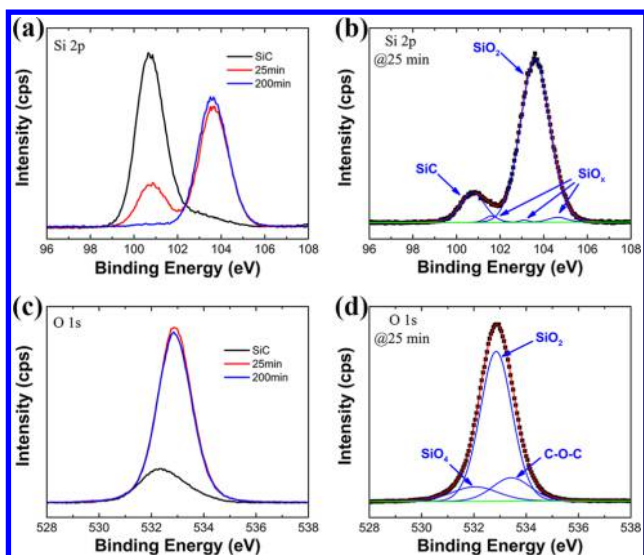 (a)
Si 2p
SiC
25min
200min
Intensity (cps)
96 98 100 102 104 106 108
Binding Energy (eV)
(b)
Si 2p
@25 min
SiO2
SiC
SiOx
Intensity (cps)
96 98 100 102 104 106 108
Binding Energy (eV)
(c)
O 1s
SiC
25min
200min
Intensity (cps)
528 530 532 534 536 538
Binding Energy (eV)
(d)
O 1s
@25 min
SiO2
SiO4
C-O-C
Intensity (cps)
528 530 532 534 536 538
Binding Energy (eV)